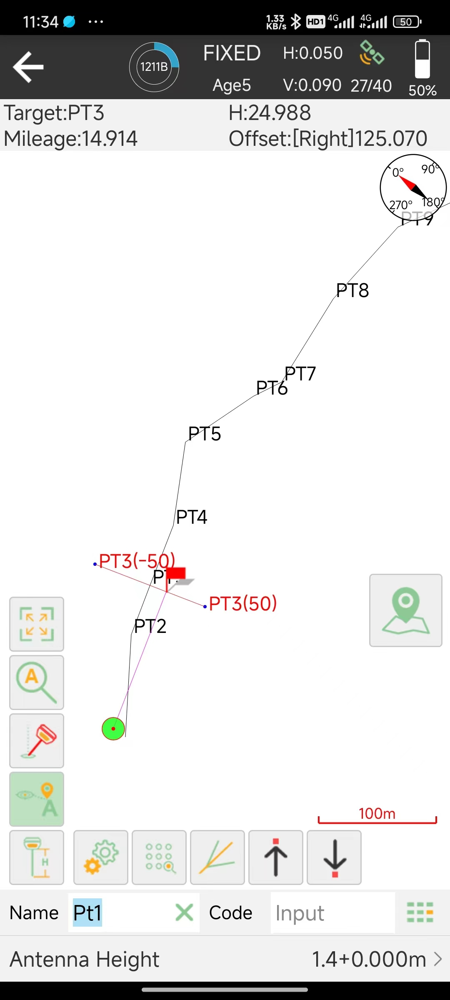 11:34 ... 1.33 KB/s HD1 4G 4G 50
1211B FIXED H:0.050
Age5 V:0.090 27/40 50%
Target:PT3 H:24.988
Mileage:14.914 Offset:[Right]125.070
0° 90°
270° 180°
PT9
PT8
PT7
PT6
PT5
PT4
PT3(-50)
PT3(50)
PT2
A
A
100m
H
Name Pt1 Code Input
Antenna Height 1.4+0.000m